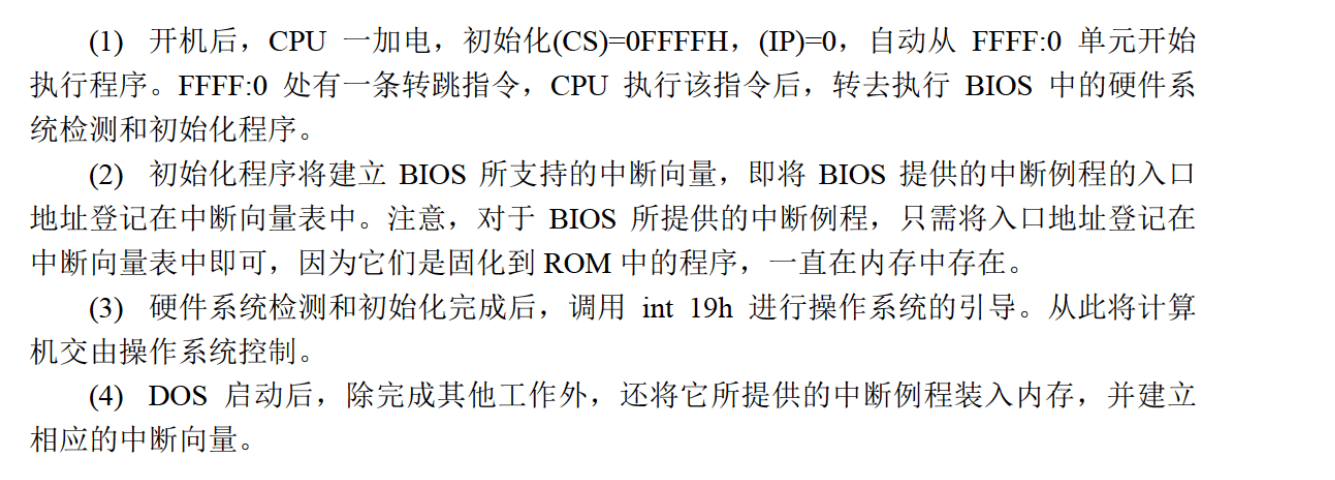 (1) 开机后，CPU 一加电，初始化(CS)=0FFFFH，(IP)=0，自动从 FFFF:0 单元开始
执行程序。FFFF:0 处有一条转跳指令，CPU 执行该指令后，转去执行 BIOS 中的硬件系
统检测和初始化程序。
(2) 初始化程序将建立 BIOS 所支持的中断向量，即将 BIOS 提供的中断例程的入口
地址登记在中断向量表中。注意，对于 BIOS 所提供的中断例程，只需将入口地址登记在
中断向量表中即可，因为它们是固化到 ROM 中的程序，一直在内存中存在。
(3) 硬件系统检测和初始化完成后，调用 int 19h 进行操作系统的引导。从此将计算
机交由操作系统控制。
(4) DOS 启动后，除完成其他工作外，还将它所提供的中断例程装入内存，并建立
相应的中断向量。